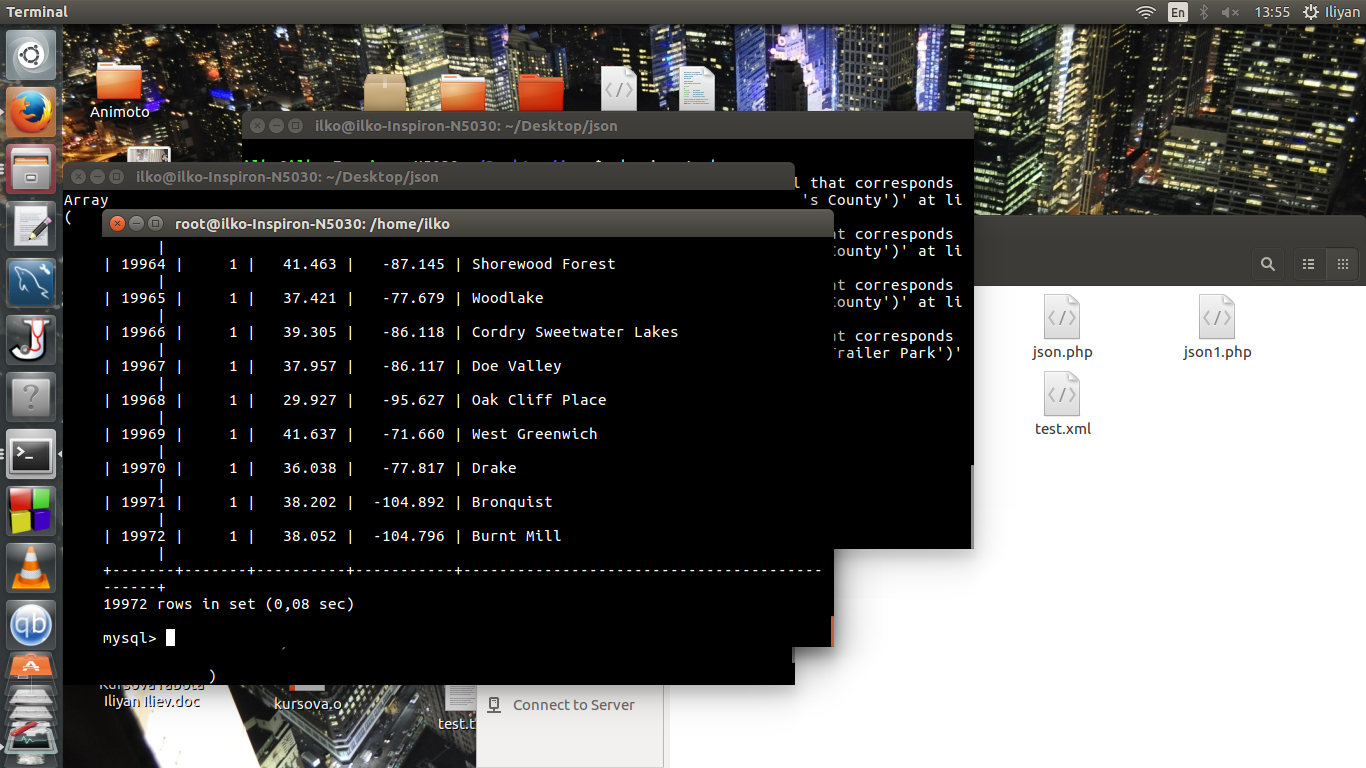 Terminal
En
13:55
Iliyan
Animoto
ilko@ilko-Inspiron-N5030: ~/Desktop/json
l that corresponds
's County')' at li
at corresponds
County')' at li
at corresponds
County')' at li
at corresponds
Trailer Park')'
ilko@ilko-Inspiron-N5030: ~/Desktop/json
Array
(
)
root@ilko-Inspiron-N5030: /home/ilko
|
| 19964 | 1 | 41.463 | -87.145 | Shorewood Forest
|
| 19965 | 1 | 37.421 | -77.679 | Woodlake
|
| 19966 | 1 | 39.305 | -86.118 | Cordry Sweetwater Lakes
|
| 19967 | 1 | 37.957 | -86.117 | Doe Valley
|
| 19968 | 1 | 29.927 | -95.627 | Oak Cliff Place
|
| 19969 | 1 | 41.637 | -71.660 | West Greenwich
|
| 19970 | 1 | 36.038 | -77.817 | Drake
|
| 19971 | 1 | 38.202 | -104.892 | Bronquist
|
| 19972 | 1 | 38.052 | -104.796 | Burnt Mill
|
+-------+-------+----------+-----------+----------------------------------------
------+
19972 rows in set (0,08 sec)
mysql>
json.php
json1.php
test.xml
Kursova rabota
Iliyan Iliev.doc
kursova.o
test.t
Connect to Server
qb